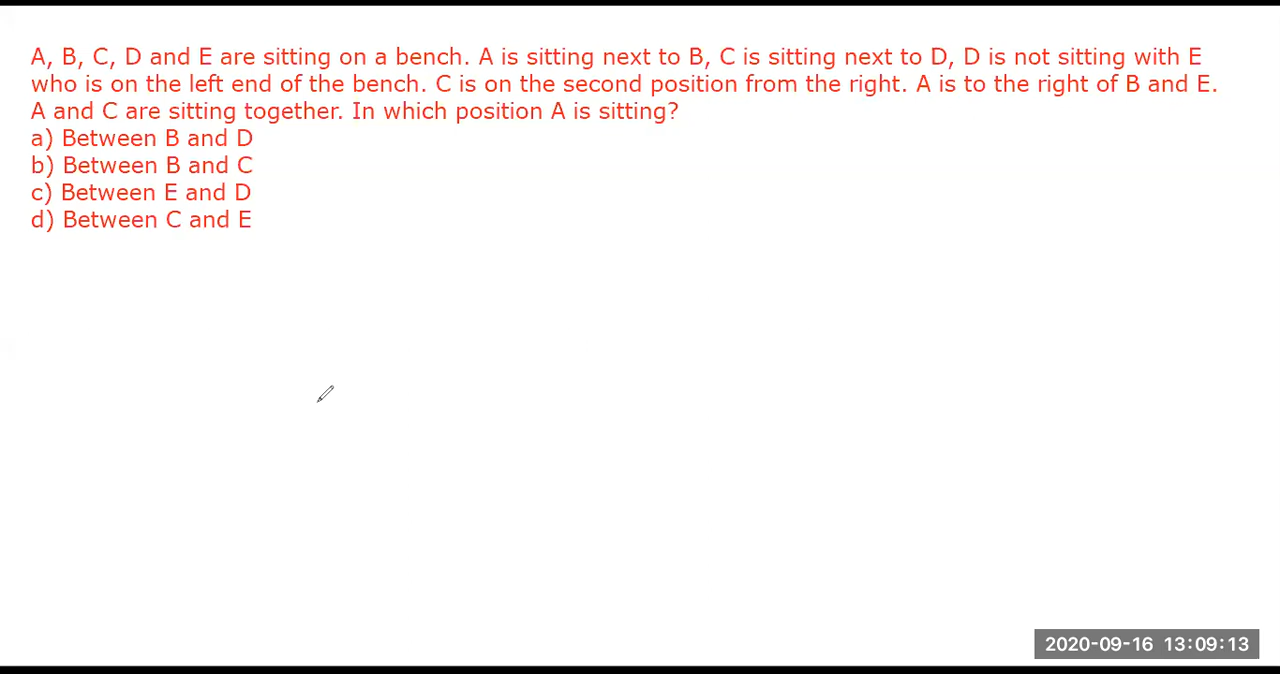 A, B, C, D and E are sitting on a bench. A is sitting next to B, C is sitting next to D, D is not sitting with E
who is on the left end of the bench. C is on the second position from the right. A is to the right of B and E.
A and C are sitting together. In which position A is sitting?
a) Between B and D
b) Between B and C
c) Between E and D
d) Between C and E
2020-09-16 13:09:13